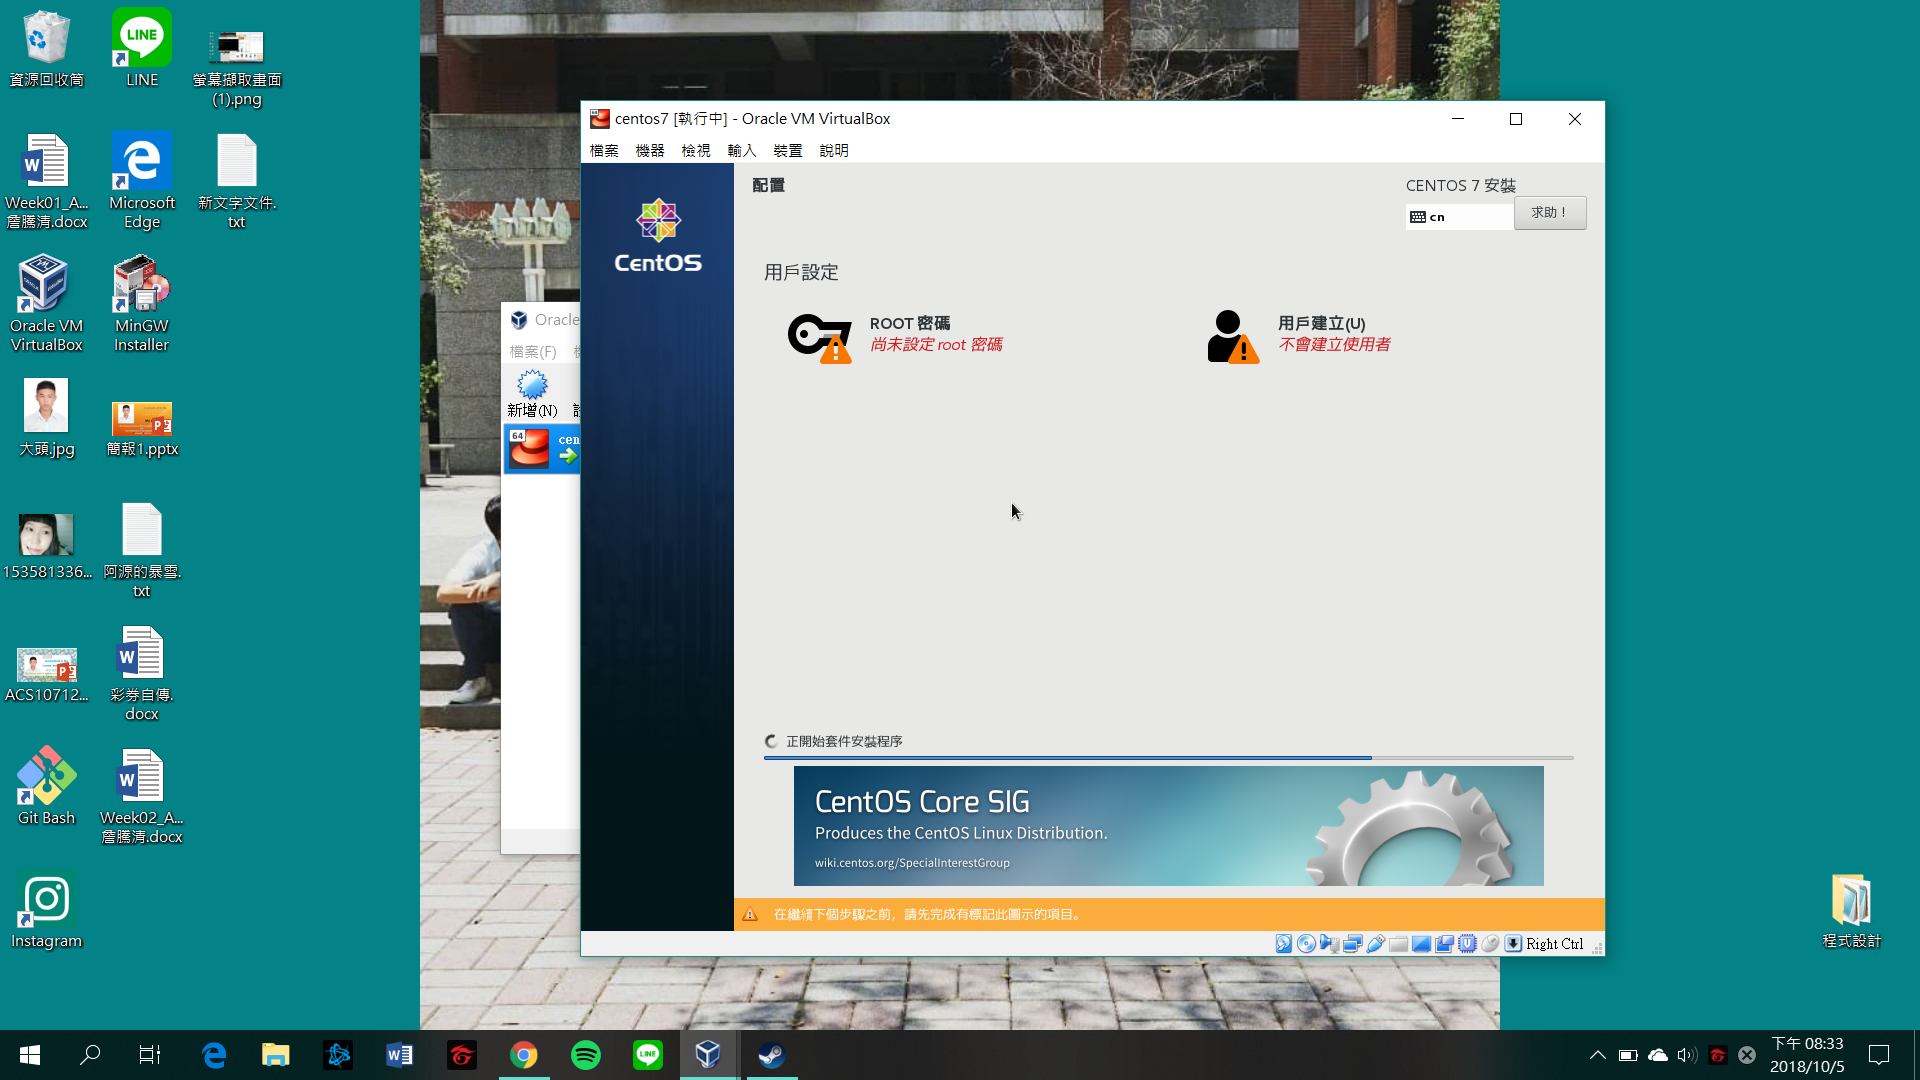 資源回收筒
LINE
LINE
螢幕擷取畫面
(1).png
Week01_A...
詹騰淯.docx
Microsoft
Edge
新文字文件.
txt
Oracle VM
VirtualBox
MinGW
Installer
大頭.jpg
簡報1.pptx
153581336...
阿源的暴雪.
txt
ACS10712...
彩券自傳.
docx
Git Bash
Week02_A...
詹騰淯.docx
Instagram
程式設計
Oracle
檔案(F)
新增(N)
64
cen
centos7 [執行中] - Oracle VM VirtualBox
檔案 機器 檢視 輸入 裝置 說明
CentOS
配置
CENTOS 7 安裝
cn
求助！
用戶設定
ROOT 密碼
尚未設定 root 密碼
用戶建立(U)
不會建立使用者
正開始套件安裝程序
CentOS Core SIG
Produces the CentOS Linux Distribution.
wiki.centos.org/SpecialInterestGroup
在繼續下個步驟之前，請先完成有標記此圖示的項目。
Right Ctrl
下午 08:33
2018/10/5